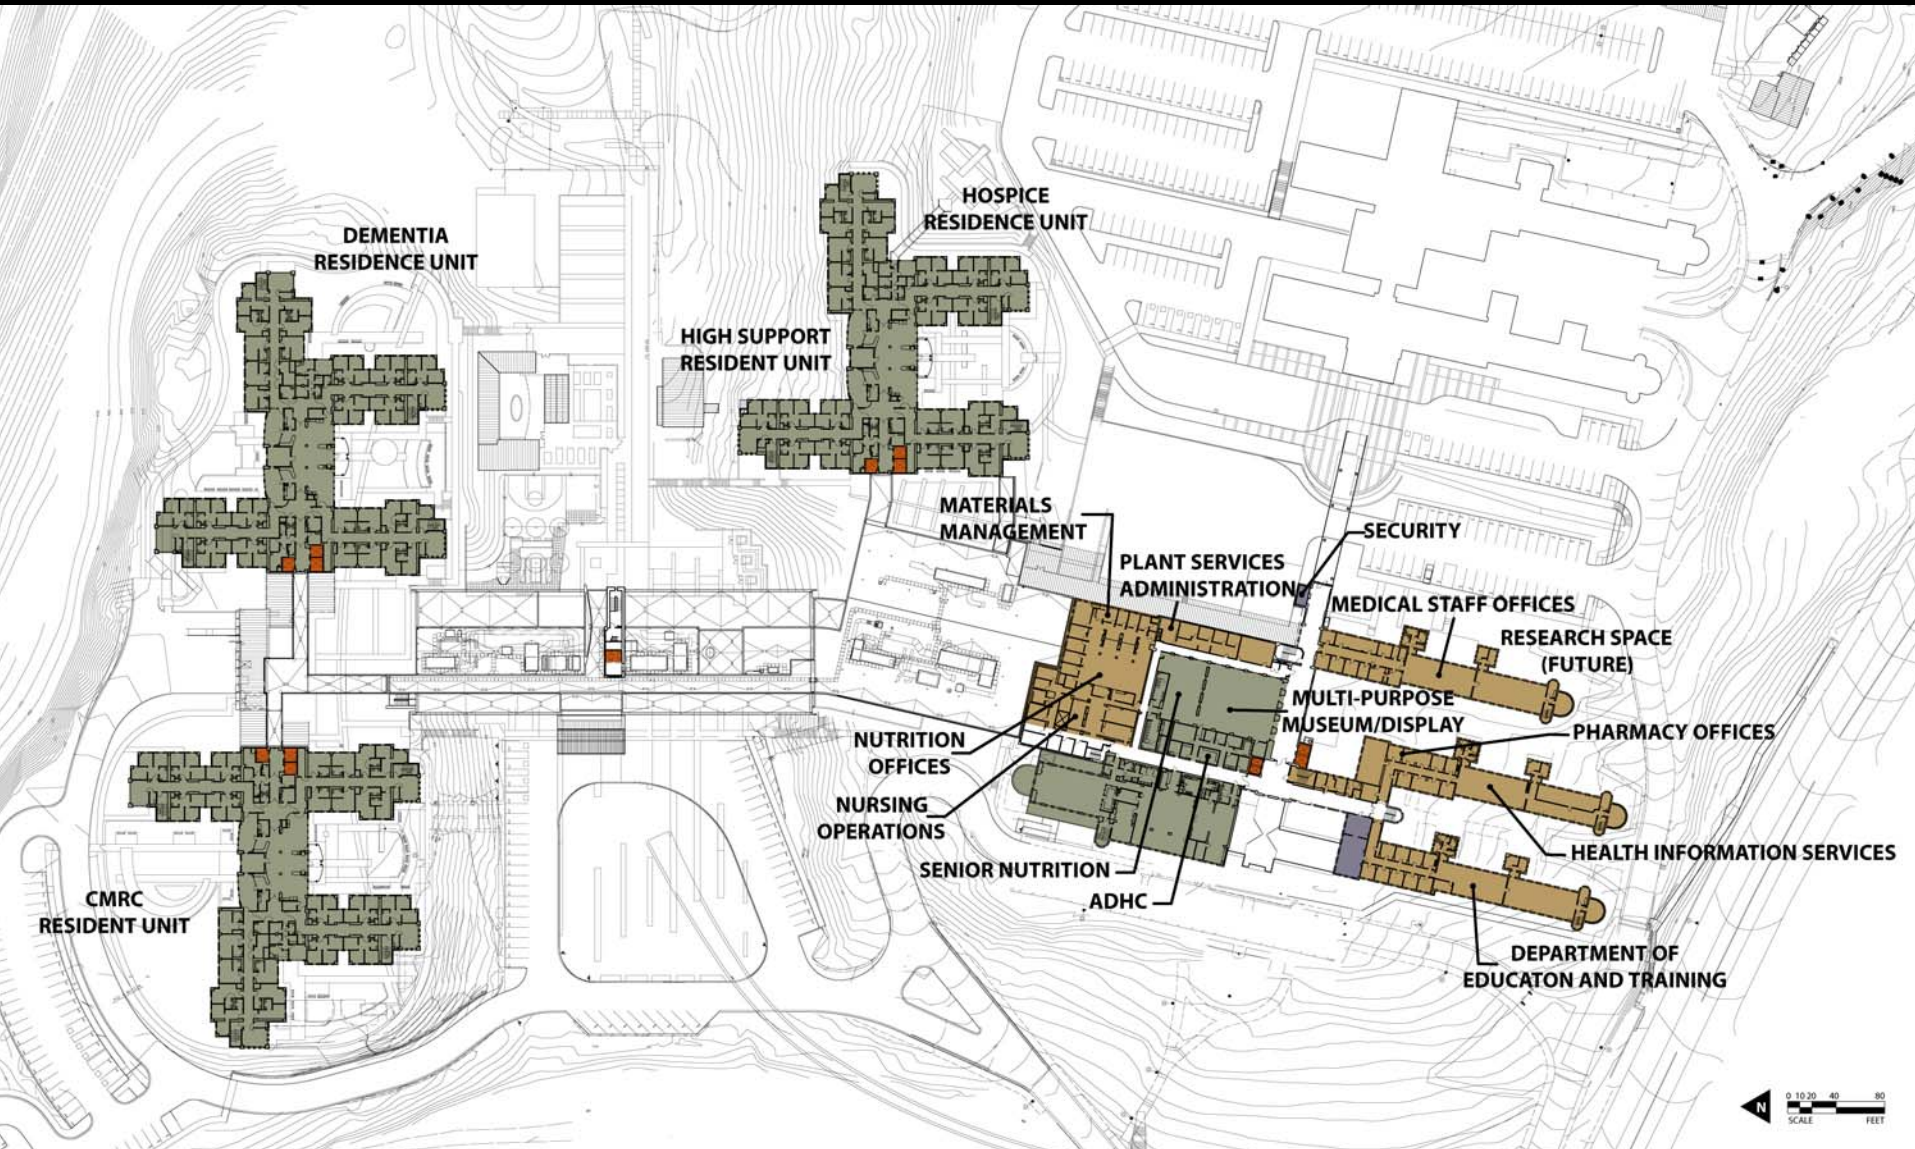 HOSPICE
RESIDENCE UNIT
DEMENTIA
RESIDENCE UNIT
HIGH SUPPORT
RESIDENT UNIT
MATERIALS
MANAGEMENT
SECURITY
PLANT SERVICES
ADMINISTRATION
MEDICAL STAFF OFFICES
RESEARCH SPACE
(FUTURE)
MULTI-PURPOSE
MUSEUM/DISPLAY
PHARMACY OFFICES
NUTRITION
OFFICES
NURSING
OPERATIONS
SENIOR NUTRITION
HEALTH INFORMATION SERVICES
ADHC
CMRC
RESIDENT UNIT
DEPARTMENT OF
EDUCATON AND TRAINING
N
0 10 20 40 80
SCALE FEET